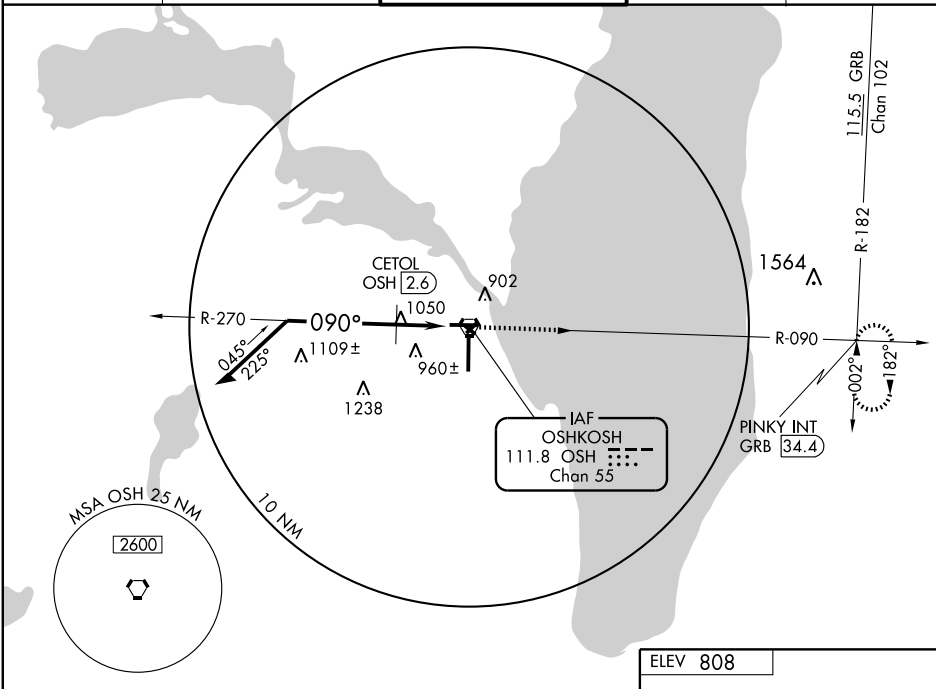 115.5 GRB
Chan 102
R-182
1564
CETOL
OSH 2.6
902
1050
R-270
090°
R-090
045°
225°
1109±
960±
1238
002°
182°
IAF
OSHKOSH
111.8 OSH
Chan 55
PINKY INT
GRB 34.4
10 NM
MSA OSH 25 NM
2600
ELEV 808